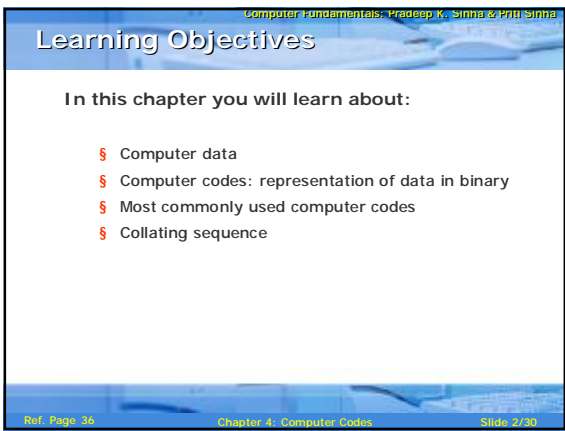 Computer Fundamentals: Pradeep K. Sinha & Priti Sinha
Learning Objectives
In this chapter you will learn about:
§ Computer data
§ Computer codes: representation of data in binary
§ Most commonly used computer codes
§ Collating sequence
Ref. Page 36 Chapter 4: Computer Codes Slide 2/30